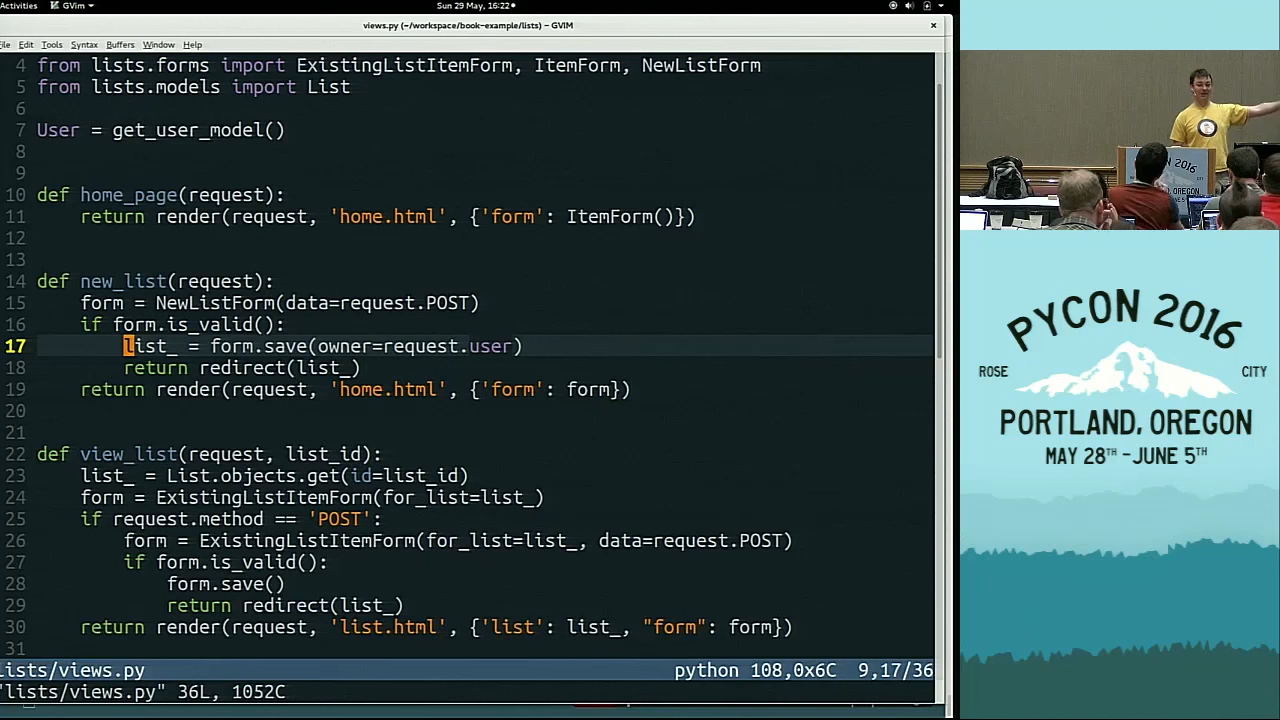 Activities GVim Sun 29 May, 16:22
views.py (~/workspace/book-example/lists) – GVIM ×
File Edit Tools Syntax Buffers Window Help
4 from lists.forms import ExistingListItemForm, ItemForm, NewListForm
5 from lists.models import List
6
7 User = get_user_model()
8
9
10 def home_page(request):
11 return render(request, 'home.html', {'form': ItemForm()})
12
13
14 def new_list(request):
15 form = NewListForm(data=request.POST)
16 if form.is_valid():
17 list_ = form.save(owner=request.user)
18 return redirect(list_)
19 return render(request, 'home.html', {'form': form})
20
21
22 def view_list(request, list_id):
23 list_ = List.objects.get(id=list_id)
24 form = ExistingListItemForm(for_list=list_)
25 if request.method == 'POST':
26 form = ExistingListItemForm(for_list=list_, data=request.POST)
27 if form.is_valid():
28 form.save()
29 return redirect(list_)
30 return render(request, 'list.html', {'list': list_, "form": form})
31
lists/views.py python 108,0x6C 9,17/36
"lists/views.py" 36L, 1052C
PYCON 2016
PYCON 2016
ROSE CITY
PORTLAND, OREGON
MAY 28TH -JUNE 5TH